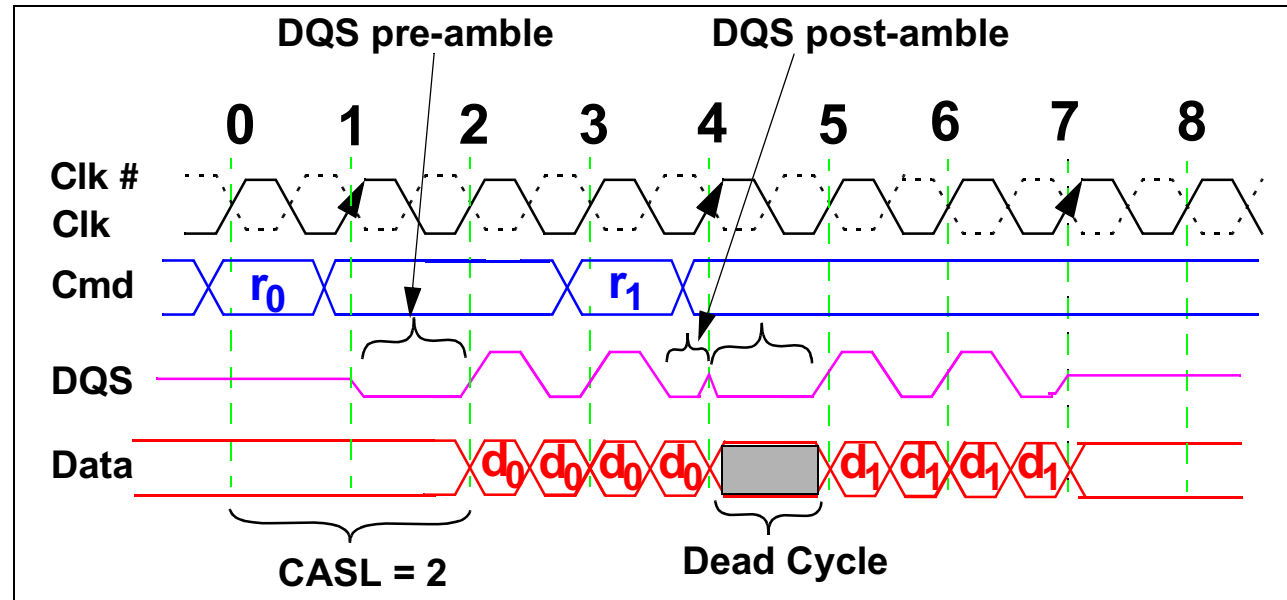 DQS pre-amble DQS post-amble
0 1 2 3 4 5 6 7 8
Clk #
Clk
Cmd r0 r1
DQS
Data d0 d0 d0 d0 d1 d1 d1 d1
CASL = 2 Dead Cycle